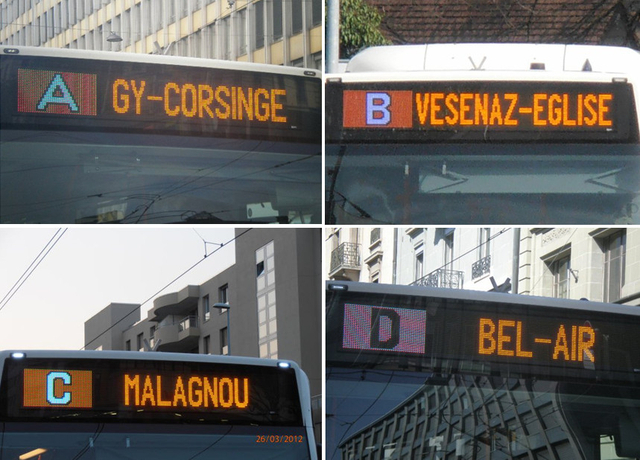 A GY-CORSINGE
B VESENAZ-EGLISE
C MALAGNOU
26/03/2012
D BEL-AIR